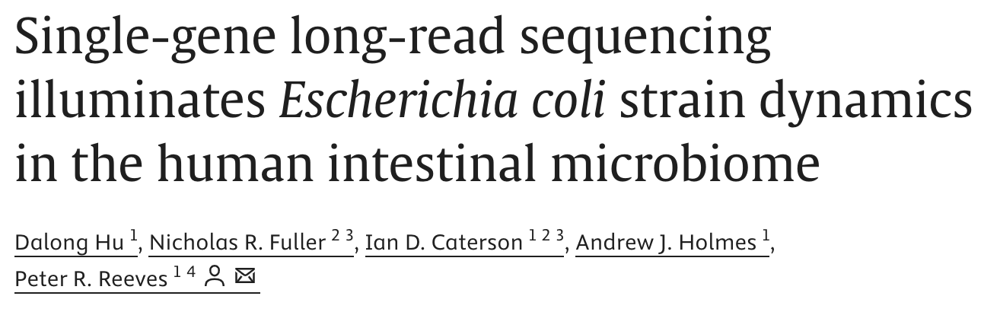 Single-gene long-read sequencing
illuminates Escherichia coli strain dynamics
in the human intestinal microbiome
Dalong Hu 1, Nicholas R. Fuller 2 3, Ian D. Caterson 1 2 3, Andrew J. Holmes 1,
Peter R. Reeves 1 4